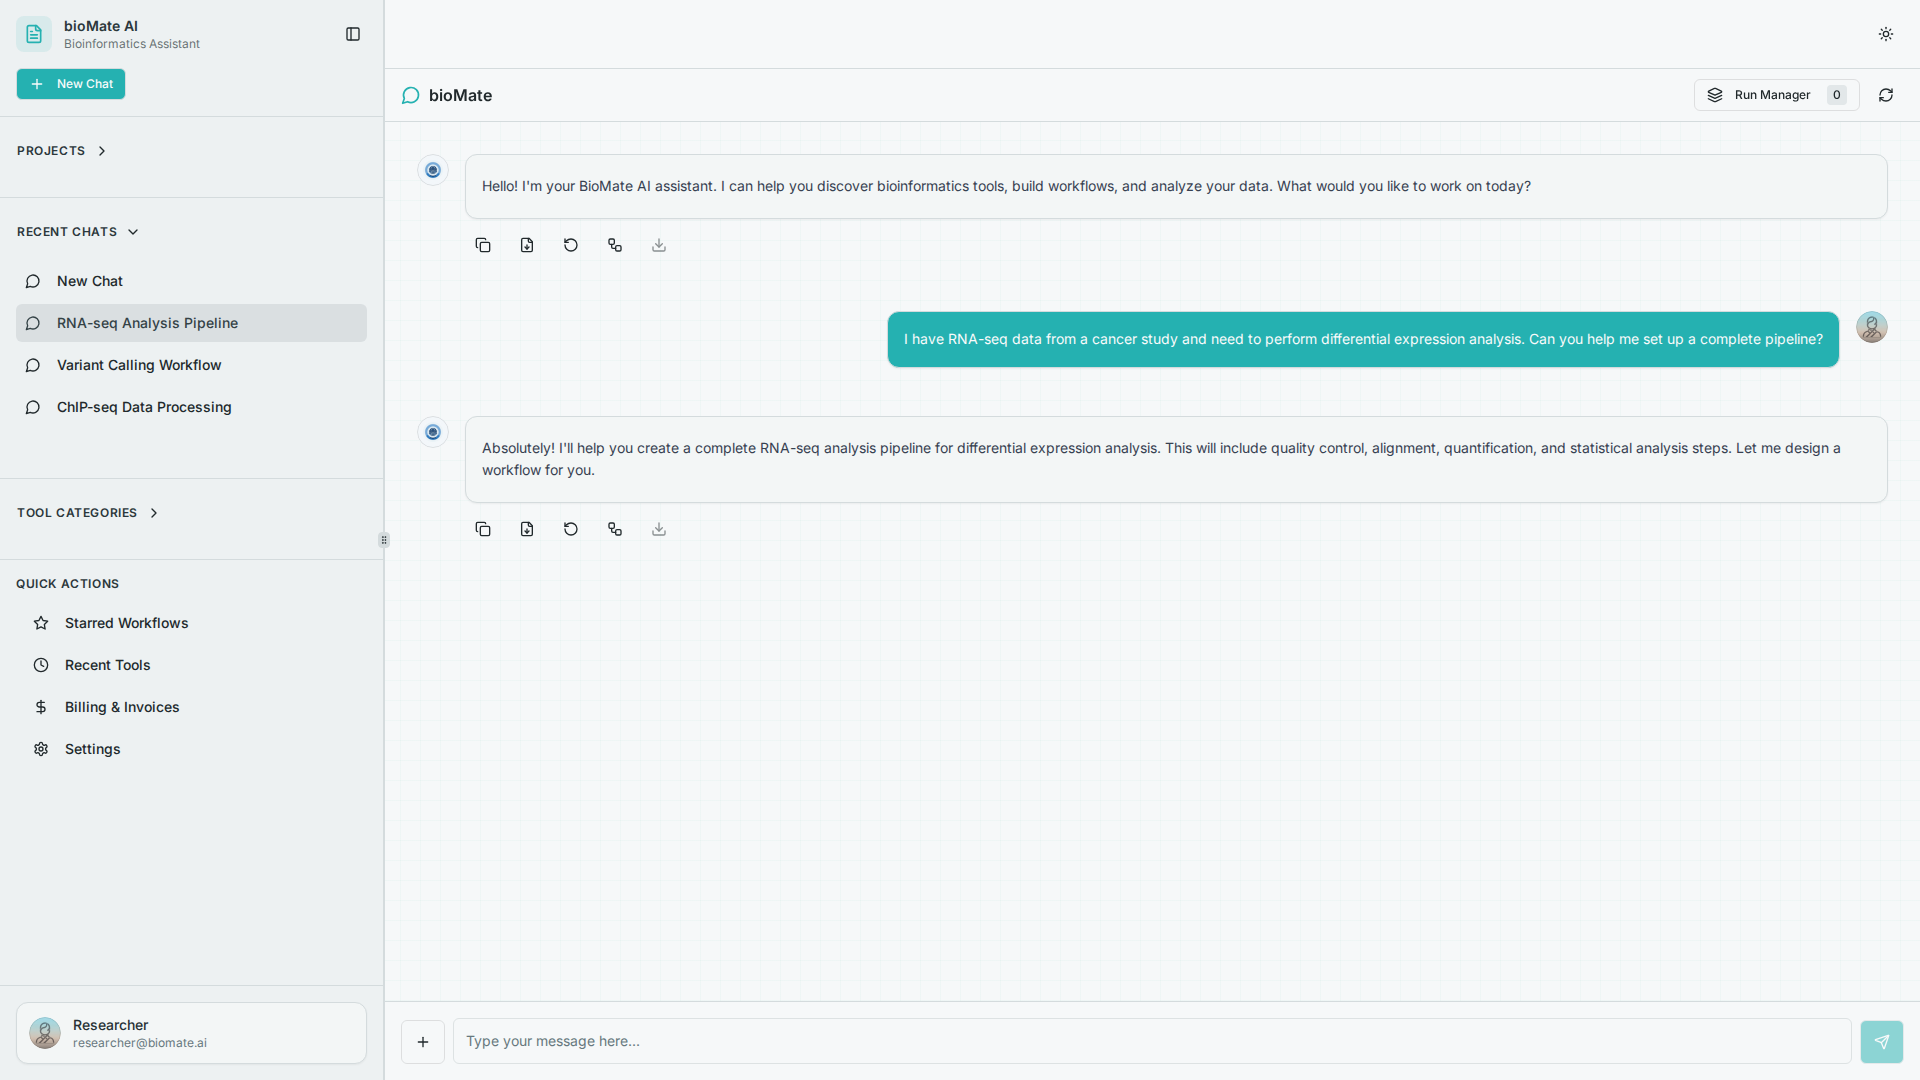 bioMate AI
Bioinformatics Assistant
New Chat
PROJECTS
RECENT CHATS
New Chat
RNA-seq Analysis Pipeline
Variant Calling Workflow
ChIP-seq Data Processing
TOOL CATEGORIES
QUICK ACTIONS
Starred Workflows
Recent Tools
Billing & Invoices
Settings
Researcher
researcher@biomate.ai
bioMate
Run Manager 0
Hello! I'm your BioMate AI assistant. I can help you discover bioinformatics tools, build workflows, and analyze your data. What would you like to work on today?
I have RNA-seq data from a cancer study and need to perform differential expression analysis. Can you help me set up a complete pipeline?
Absolutely! I'll help you create a complete RNA-seq analysis pipeline for differential expression analysis. This will include quality control, alignment, quantification, and statistical analysis steps. Let me design a
workflow for you.
Type your message here...